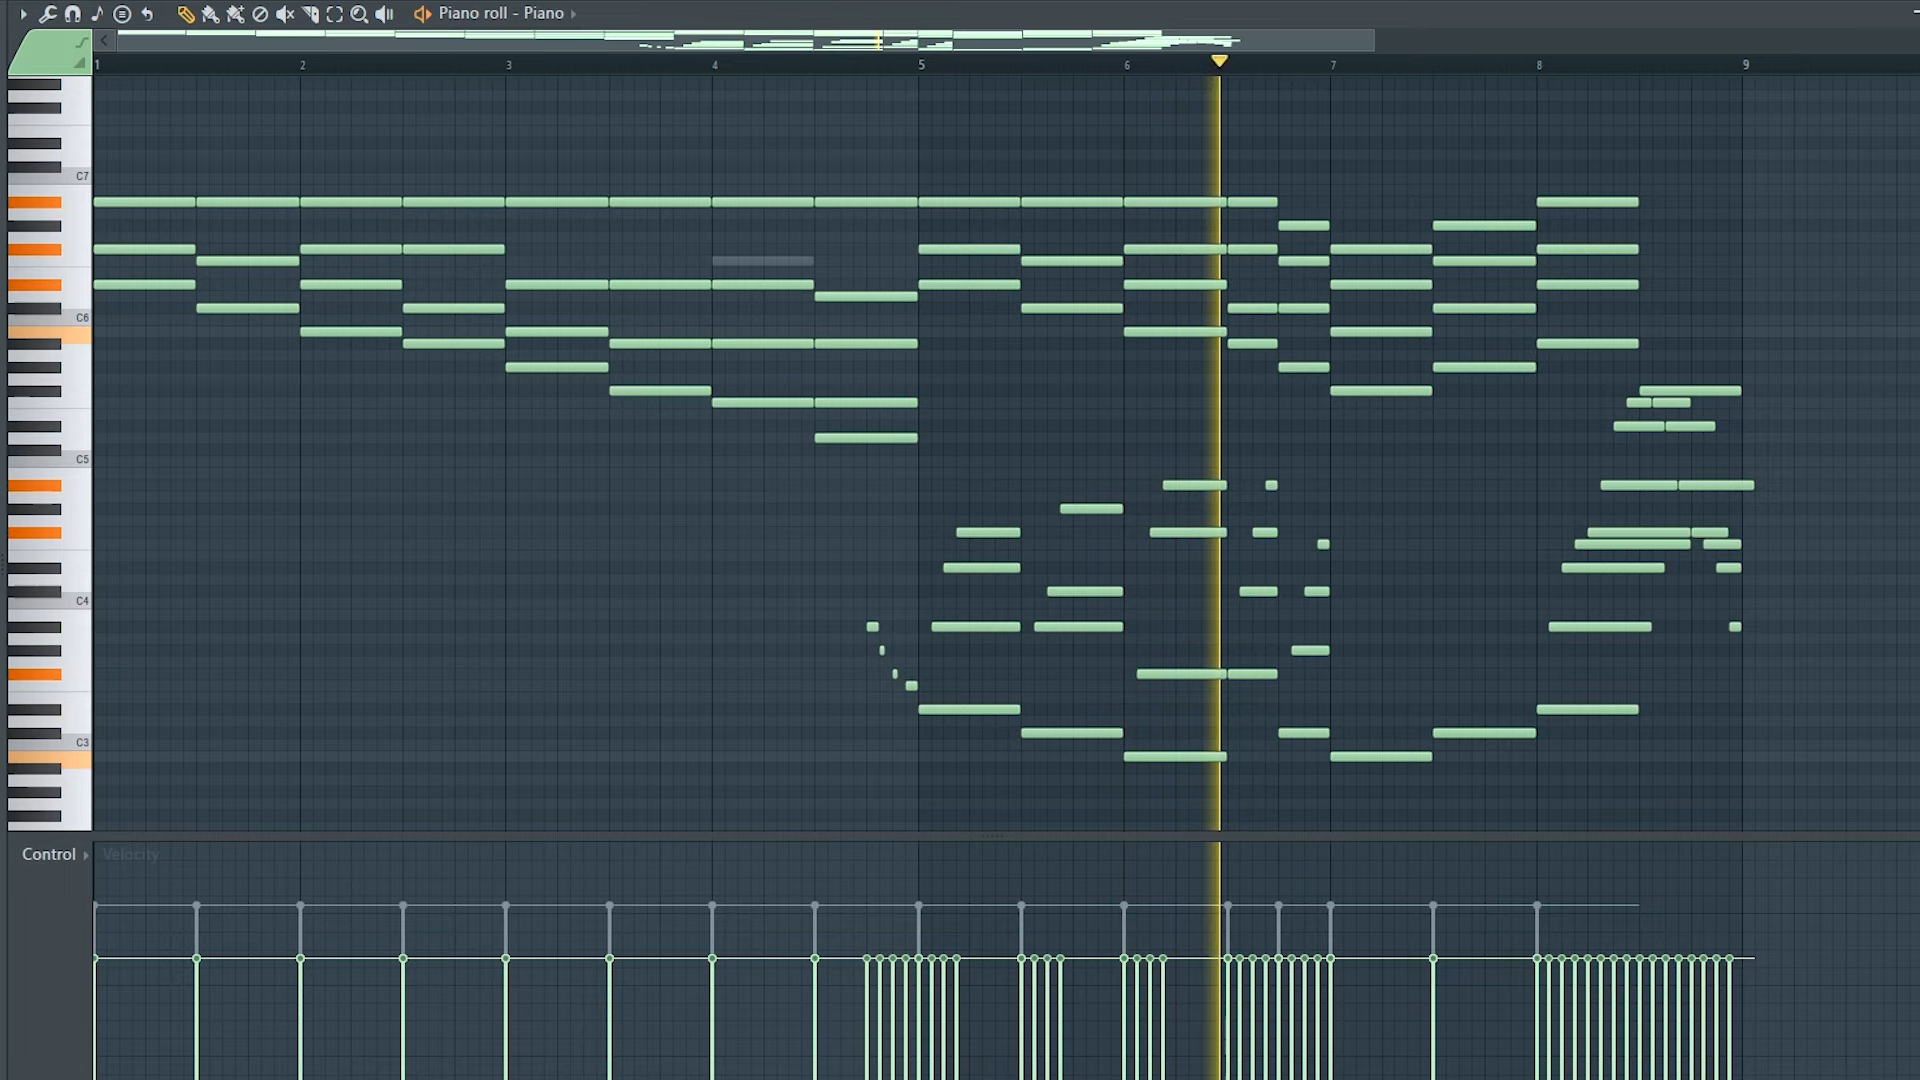 Piano roll - Piano
1 2 3 4 5 6 7 8 9
C7
C6
C5
C4
C3
Control Velocity